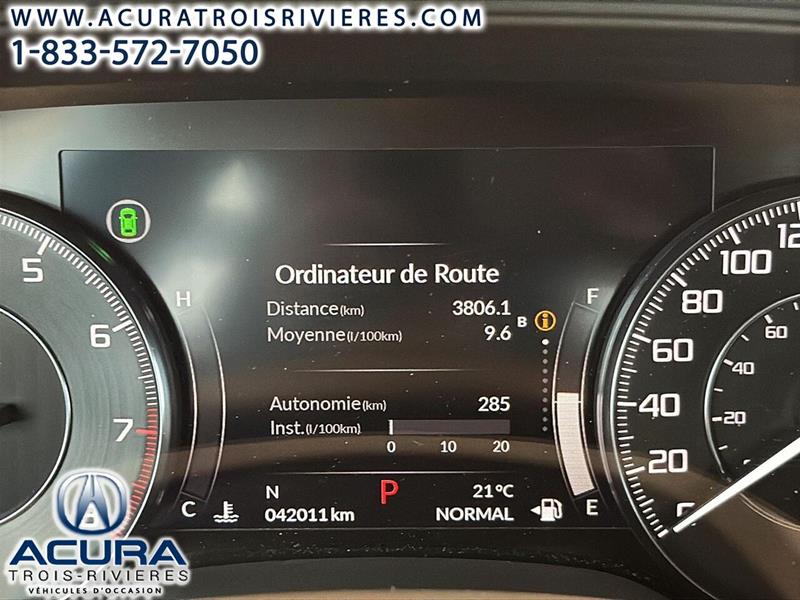 WWW.ACURATROISRIVIERES.COM
1-833-572-7050
Ordinateur de Route
Distance(km) 3806.1
Moyenne(l/100km) 9.6
B
Autonomie(km) 285
Inst.(l/100km)
0 10 20
N P 21°C
042011 km NORMAL
H
C
F
E
5
6
7
0
20
40
60
80
100
120
20
40
60
ACURA
TROIS-RIVIÈRES
VÉHICULES D'OCCASION